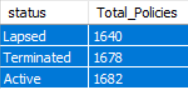 status Total_Policies
Lapsed 1640
Terminated 1678
Active 1682